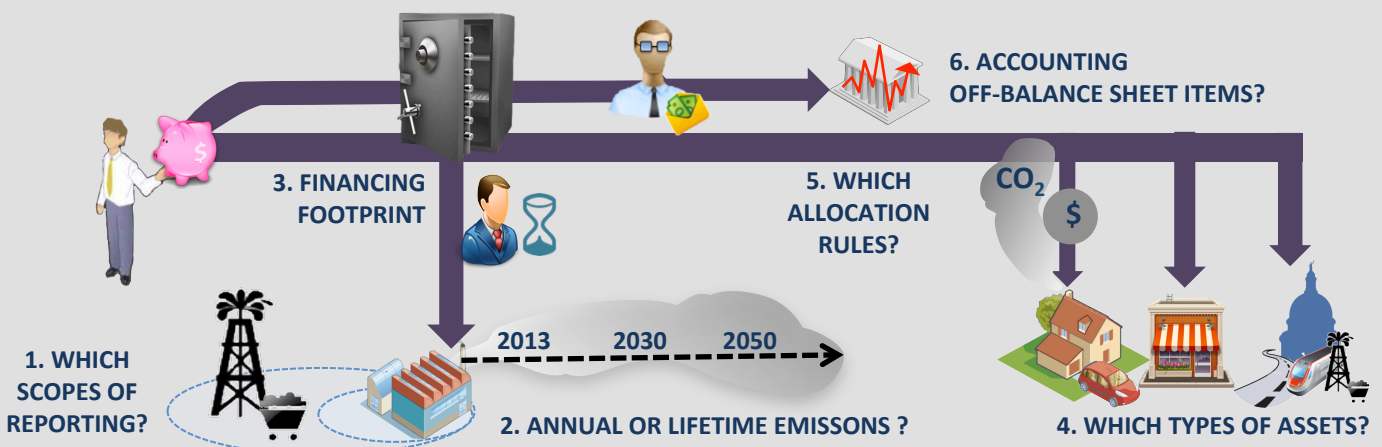 1. WHICH
SCOPES OF
REPORTING?
2. ANNUAL OR LIFETIME EMISSONS ?
2013 2030 2050
3. FINANCING
FOOTPRINT
4. WHICH TYPES OF ASSETS?
5. WHICH
ALLOCATION
RULES?
CO₂
$
6. ACCOUNTING
OFF-BALANCE SHEET ITEMS?
$